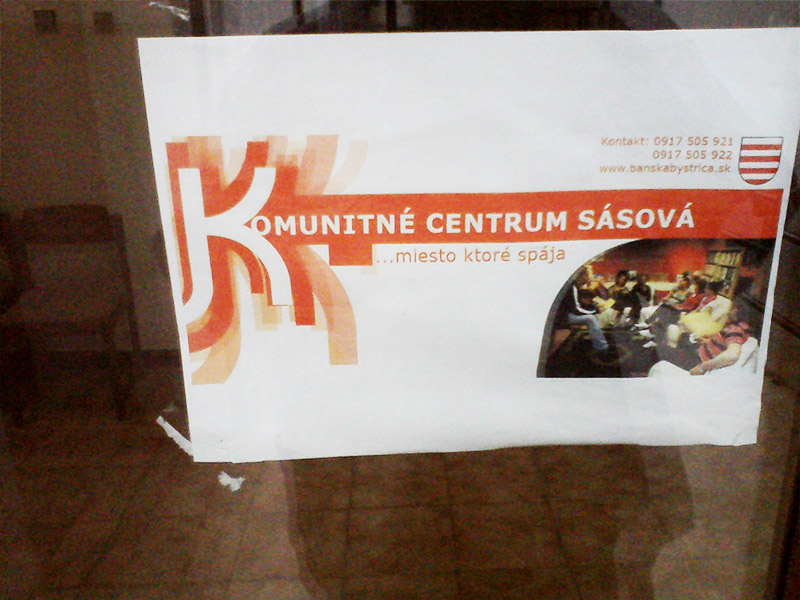 Kontakt: 0917 505 921
0917 505 922
www.banskabystrica.sk
KOMUNITNÉ CENTRUM SÁSOVÁ
...miesto ktoré spája